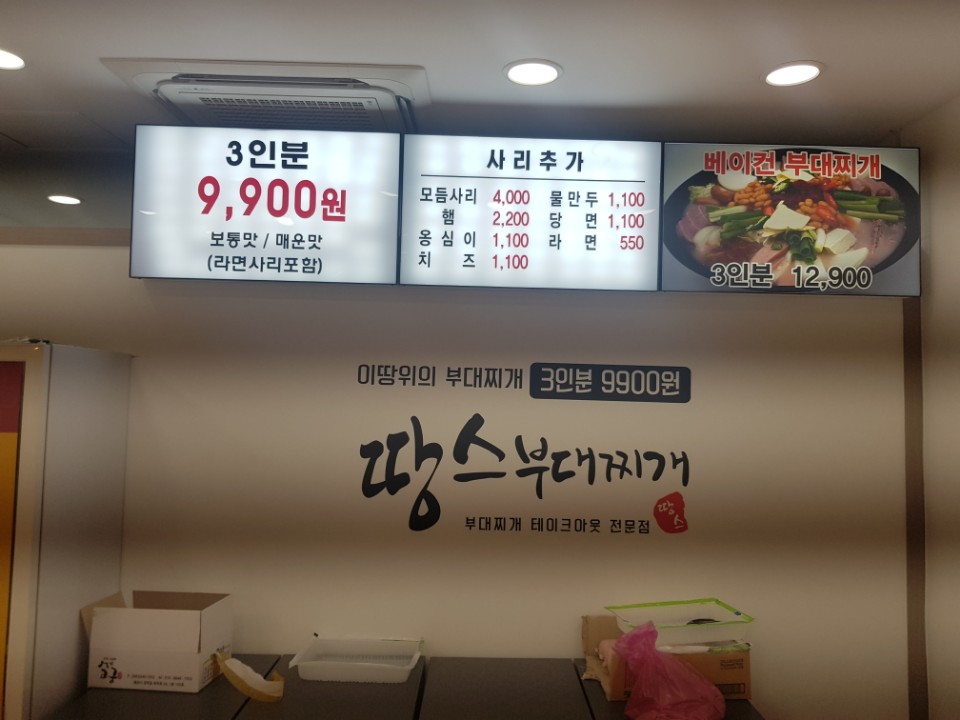 3인분
9,900원
보통맛 / 매운맛
(라면사리포함)
사리추가
모듬사리 4,000 물만두 1,100
햄 2,200 당면 1,100
옹심이 1,100 라면 550
치즈 1,100
베이컨 부대찌개
3인분 12,900
이땅위의 부대찌개 3인분 9900원
땅스부대찌개
부대찌개 테이크아웃 전문점
땅스